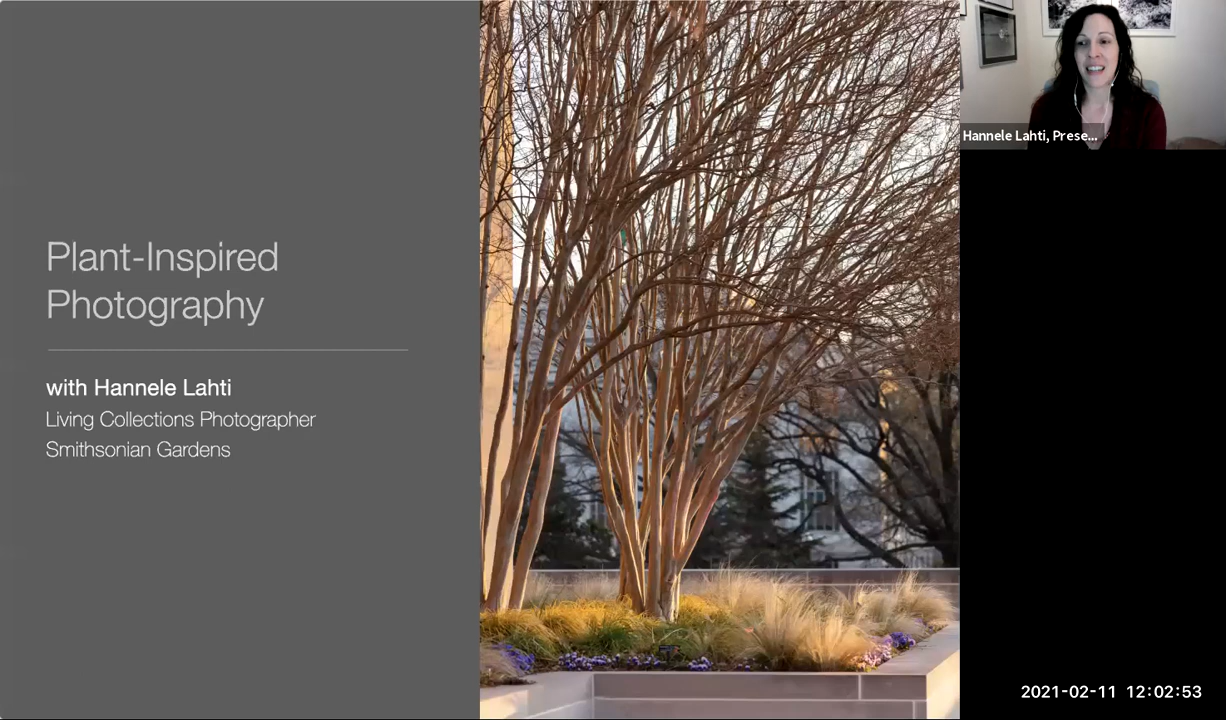 Plant-Inspired
Photography
with Hannele Lahti
Living Collections Photographer
Smithsonian Gardens
Hannele Lahti, Prese...
2021-02-11 12:02:53